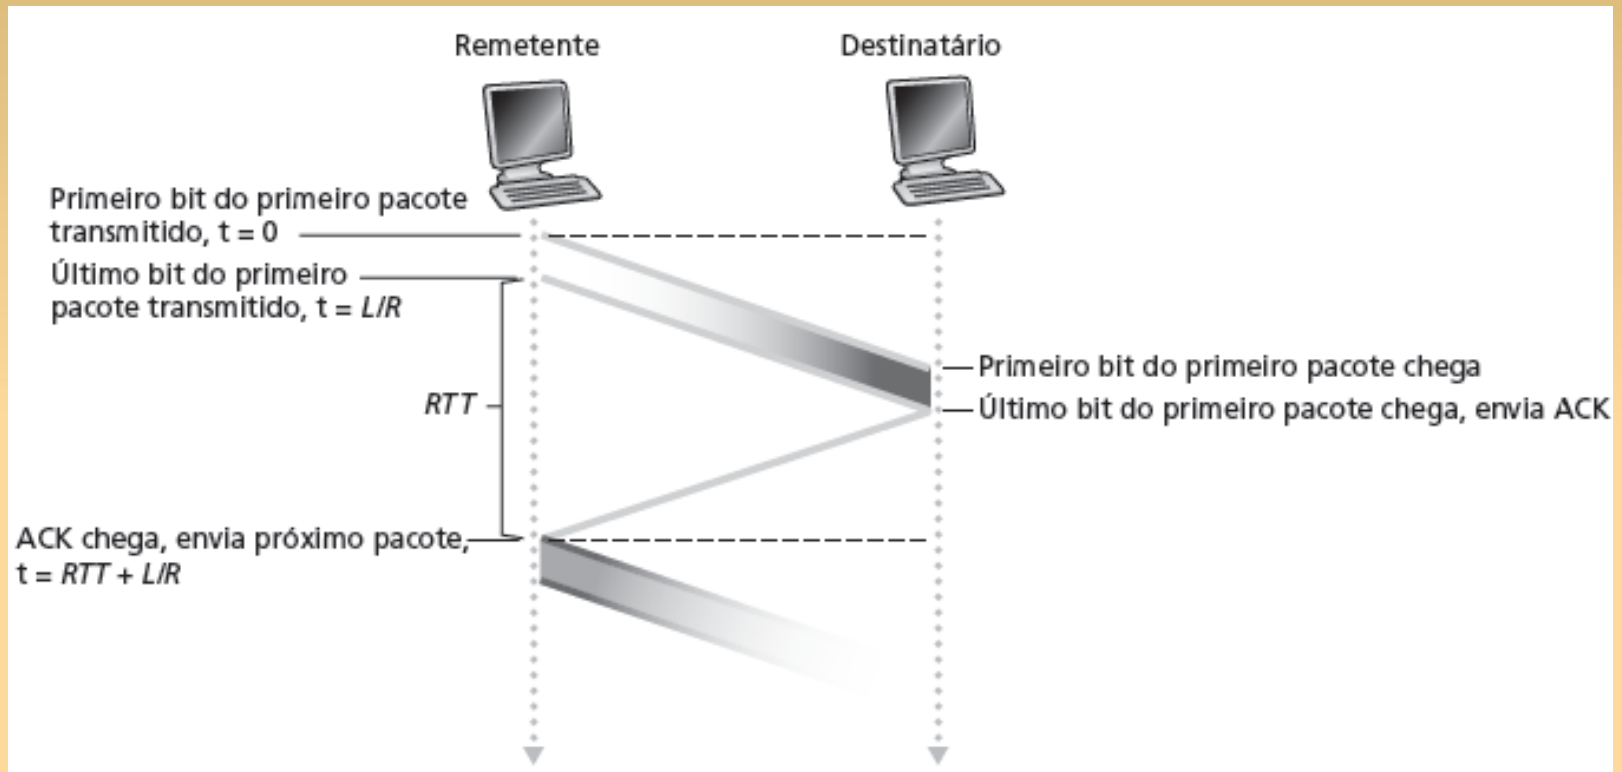 Remetente
Destinatário
Primeiro bit do primeiro pacote
transmitido, t = 0
Último bit do primeiro
pacote transmitido, t = L/R
Primeiro bit do primeiro pacote chega
RTT
Último bit do primeiro pacote chega, envia ACK
ACK chega, envia próximo pacote,
t = RTT + L/R